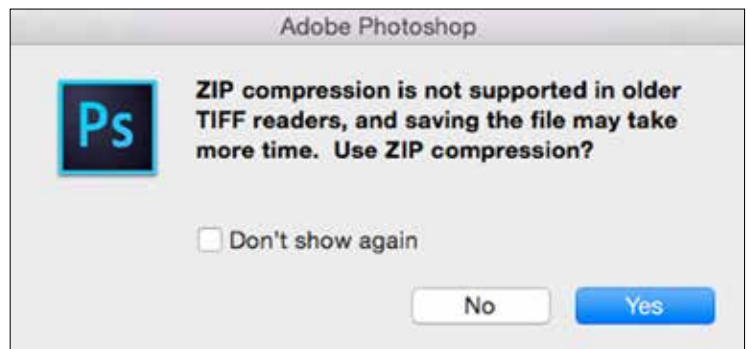 Adobe Photoshop
Ps
ZIP compression is not supported in older
TIFF readers, and saving the file may take
more time.  Use ZIP compression?
Don't show again
No
Yes